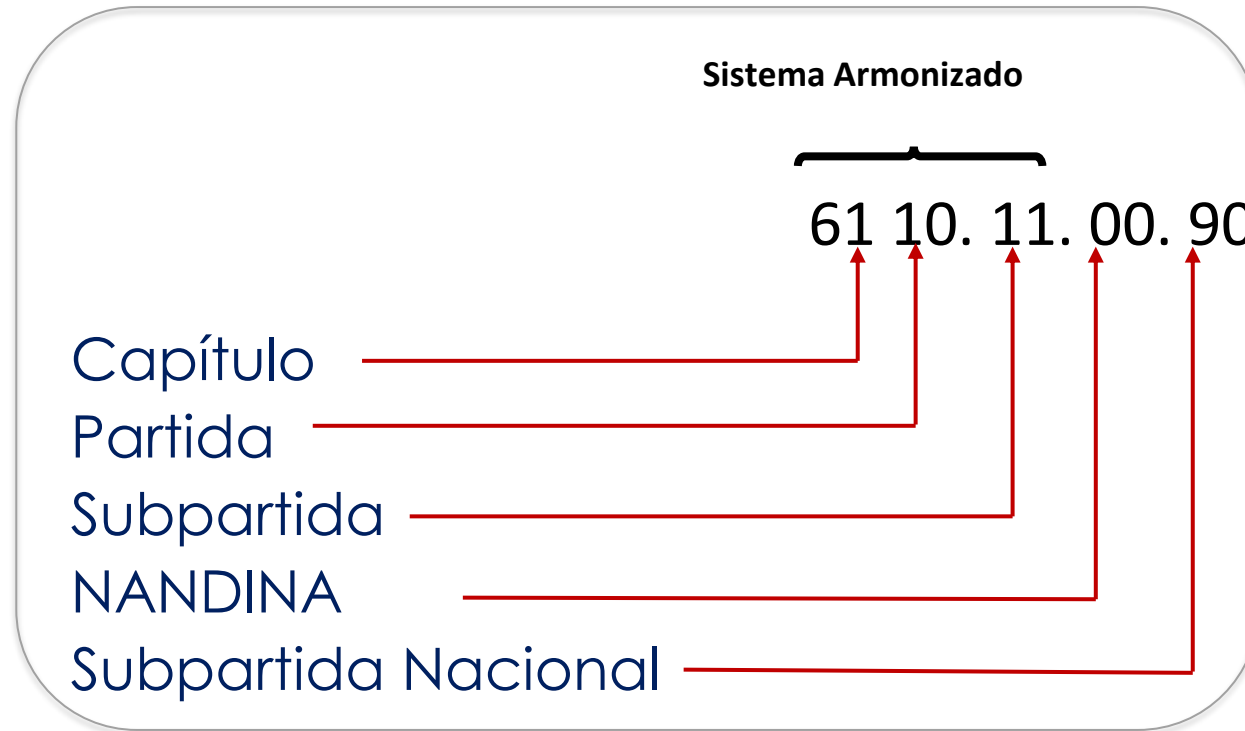 Sistema Armonizado
61 10. 11. 00. 90
Capítulo
Partida
Subpartida
NANDINA
Subpartida Nacional